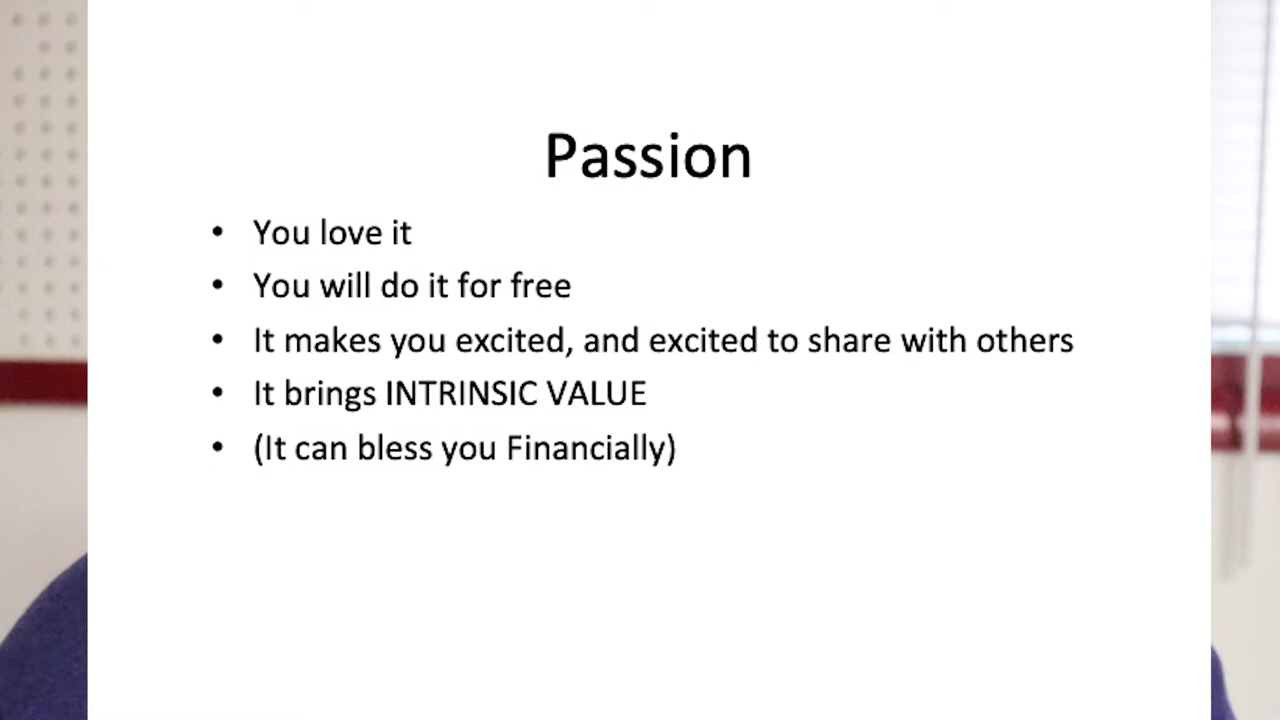 Passion
• You love it
• You will do it for free
• It makes you excited, and excited to share with others
• It brings INTRINSIC VALUE
• (It can bless you Financially)